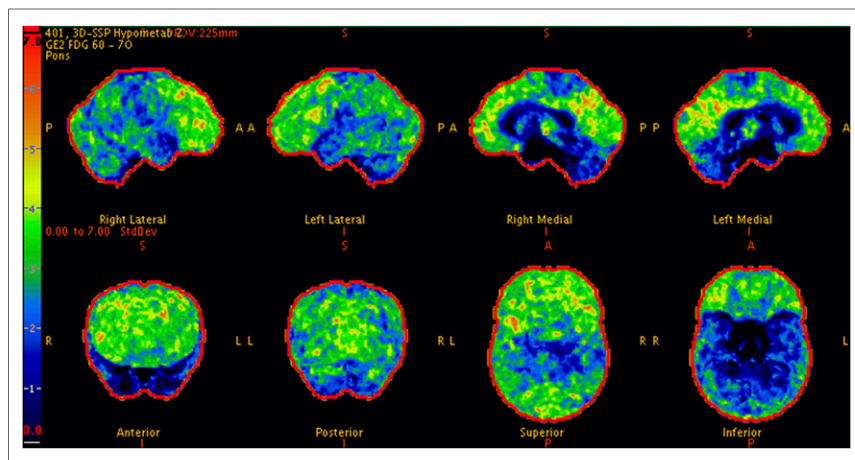 401, 3D-SSP Hypometab Z OV:225mm
GE2 FDG 60 - 70
Pons
7.0
6
5
4
3
2
1
0.0
S S S
P A A P A P P A
Right Lateral Left Lateral Right Medial Left Medial
I I I
0.00 to 7.00 StdDev
S S A A
R L L R L R R L
Anterior Posterior Superior Inferior
I I P P